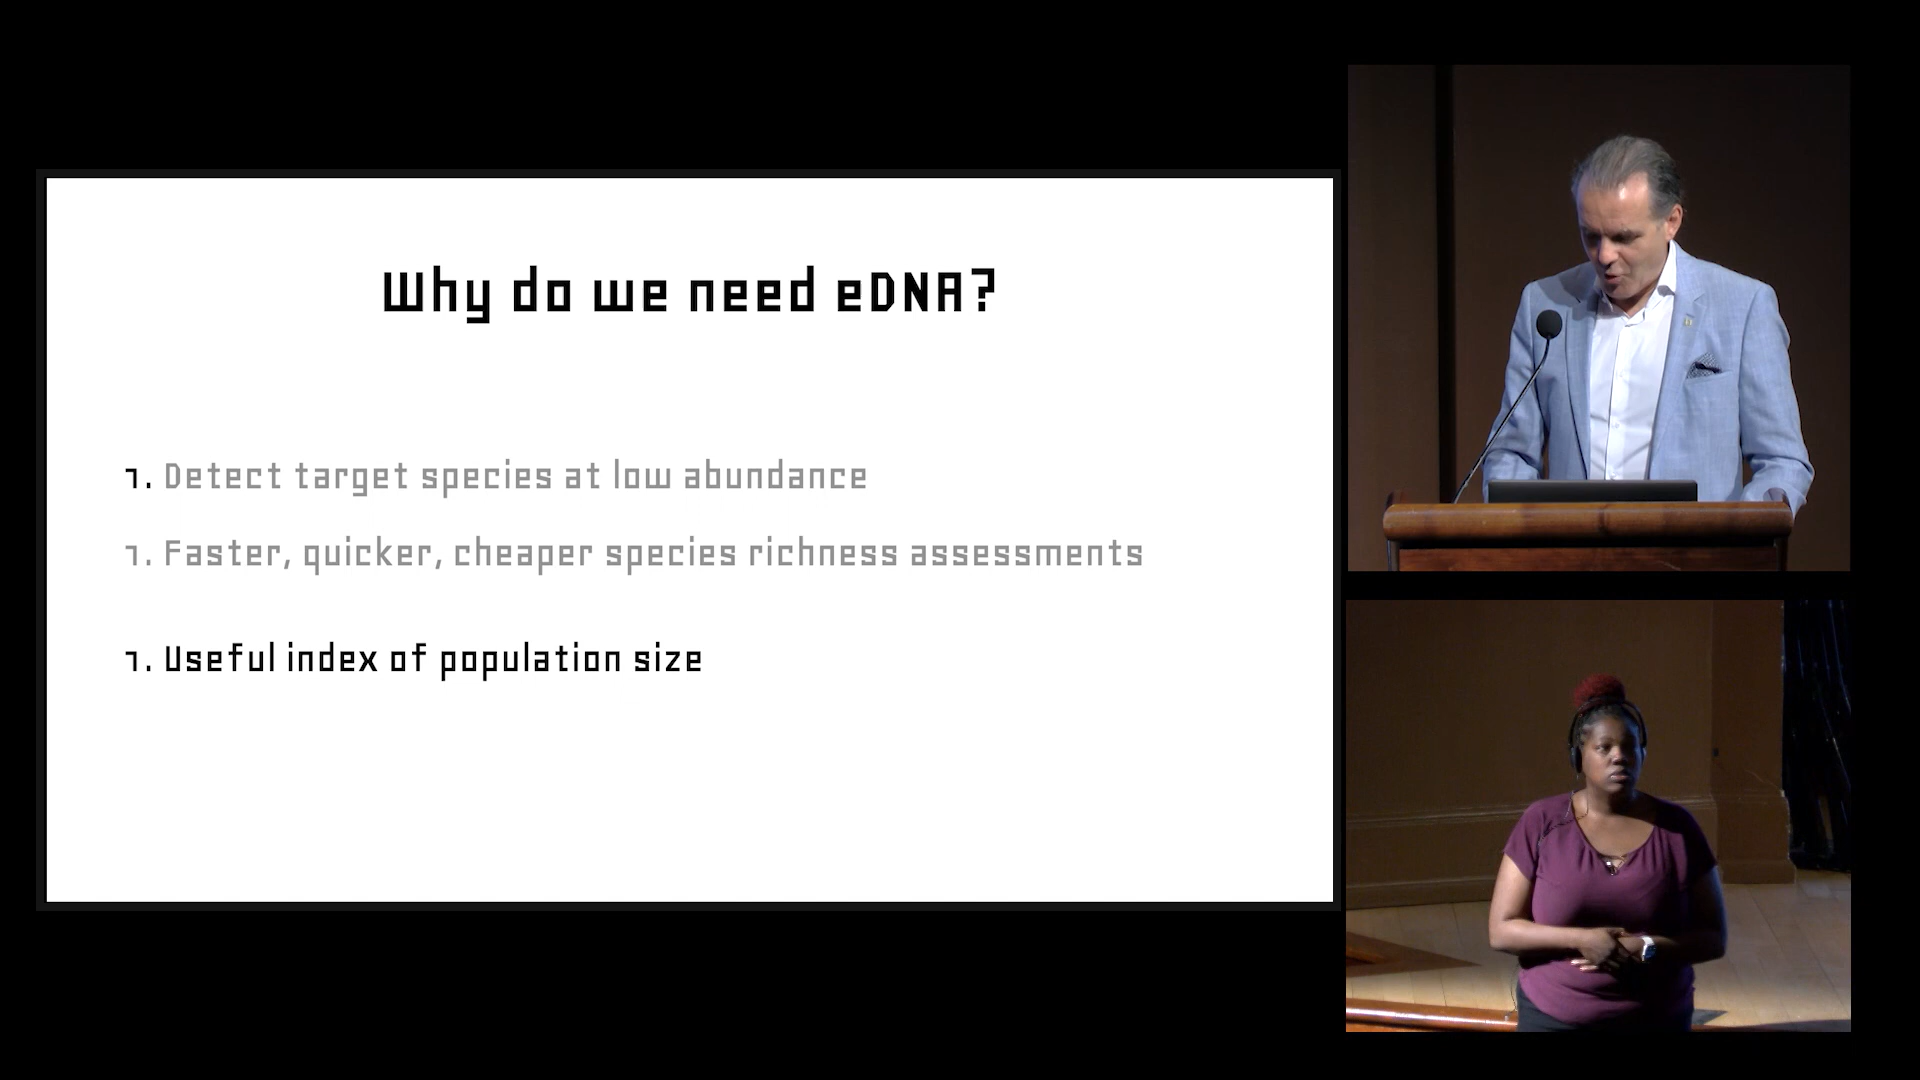 Why do we need eDNA?
1. Detect target species at low abundance
1. Faster, quicker, cheaper species richness assessments
1. Useful index of population size